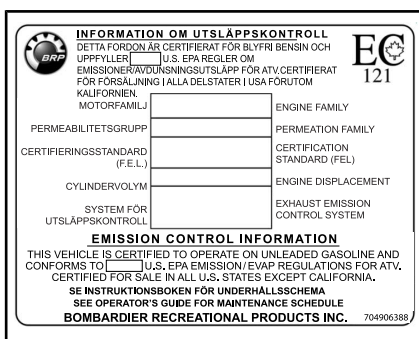 BRP
INFORMATION OM UTSLÄPPSKONTROLL
DETTA FORDON ÄR CERTIFIERAT FÖR BLYFRI BENSIN OCH
UPPFYLLER U.S. EPA REGLER OM
EMISSIONER/AVDUNSNINGSUTSLÄPP FÖR ATV.CERTIFIERAT
FÖR FÖRSÄLJNING I ALLA DELSTATER I USA FÖRUTOM
KALIFORNIEN.
EC
121
MOTORFAMILJ ENGINE FAMILY
PERMEABILITETSGRUPP PERMEATION FAMILY
CERTIFIERINGSSTANDARD CERTIFICATION
(F.E.L.) STANDARD (FEL)
CYLINDERVOLYM ENGINE DISPLACEMENT
SYSTEM FÖR EXHAUST EMISSION
UTSLÄPPSKONTROLL CONTROL SYSTEM
EMISSION CONTROL INFORMATION
THIS VEHICLE IS CERTIFIED TO OPERATE ON UNLEADED GASOLINE AND
CONFORMS TO U.S. EPA EMISSION/EVAP REGULATIONS FOR ATV.
CERTIFIED FOR SALE IN ALL U.S. STATES EXCEPT CALIFORNIA.
SE INSTRUKTIONSBOKEN FÖR UNDERHÅLLSSCHEMA
SEE OPERATOR'S GUIDE FOR MAINTENANCE SCHEDULE
BOMBARDIER RECREATIONAL PRODUCTS INC. 704906388